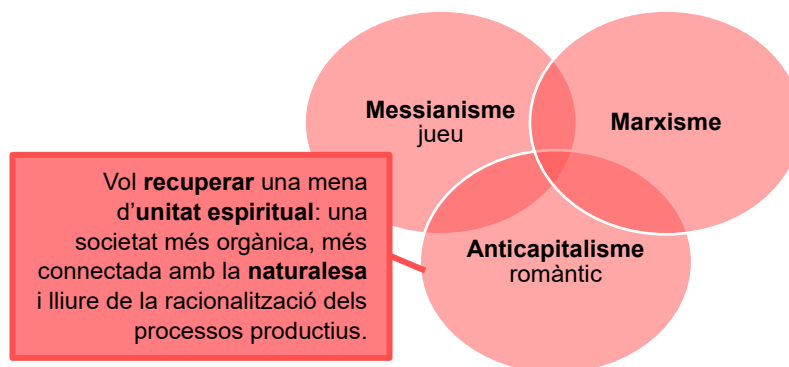 Messianisme
jueu
Marxisme
Vol recuperar una mena
d’unitat espiritual: una
societat més orgànica, més
connectada amb la naturalesa
i lliure de la racionalització dels
processos productius.
Anticapitalisme
romàntic